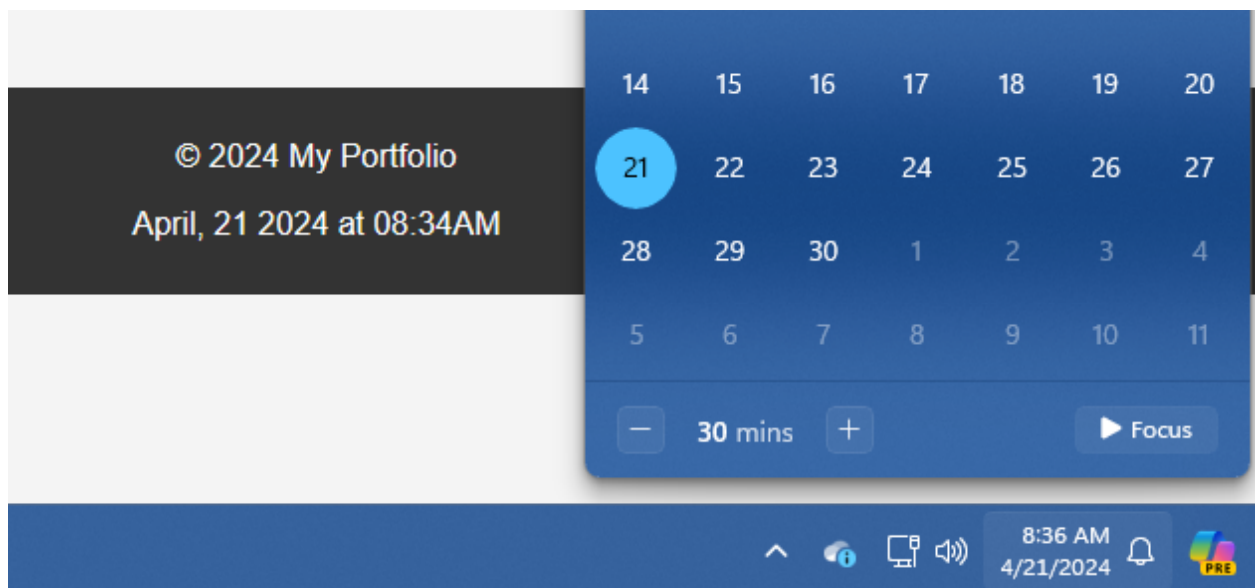 © 2024 My Portfolio
April, 21 2024 at 08:34AM
14 15 16 17 18 19 20
21 22 23 24 25 26 27
28 29 30 1 2 3 4
5 6 7 8 9 10 11
30 mins
Focus
8:36 AM
4/21/2024
PRE